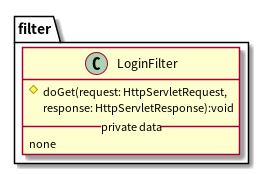 filter
C LoginFilter
doGet(request: HttpServletRequest,
response: HttpServletResponse):void
private data
none